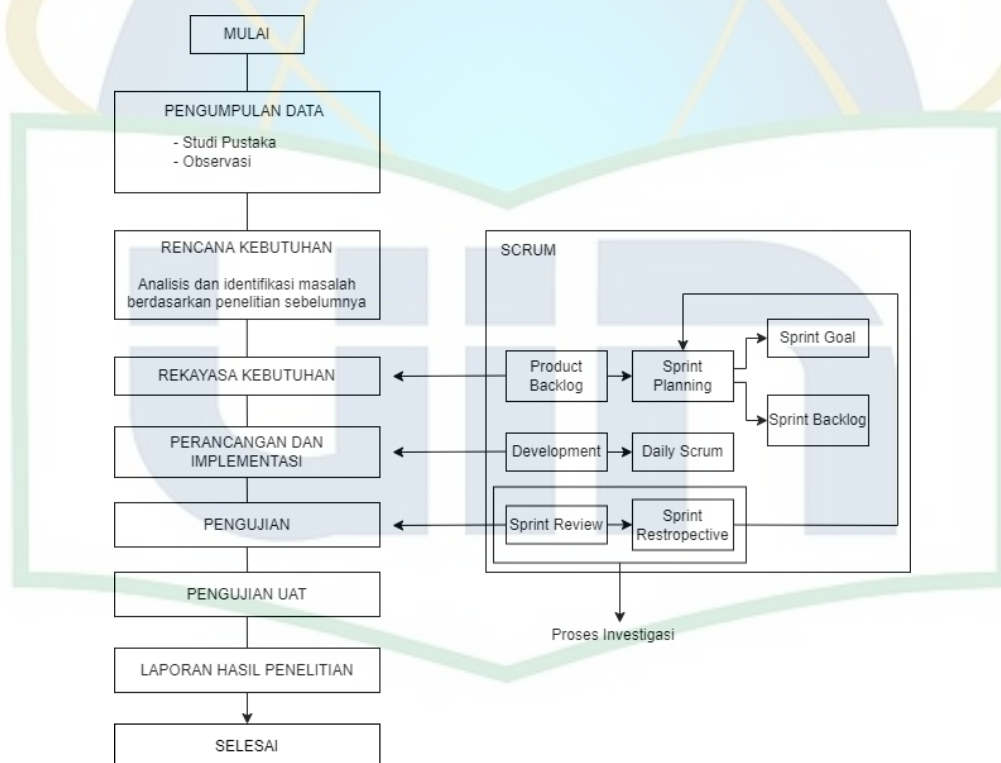 MULAI
PENGUMPULAN DATA
- Studi Pustaka
- Observasi
RENCANA KEBUTUHAN
Analisis dan identifikasi masalah
berdasarkan penelitian sebelumnya
REKAYASA KEBUTUHAN
PERANCANGAN DAN
IMPLEMENTASI
PENGUJIAN
PENGUJIAN UAT
LAPORAN HASIL PENELITIAN
SELESAI
SCRUM
Product
Backlog
Sprint
Planning
Sprint Goal
Sprint Backlog
Development
Daily Scrum
Sprint Review
Sprint
Restropective
Proses Investigasi
uin